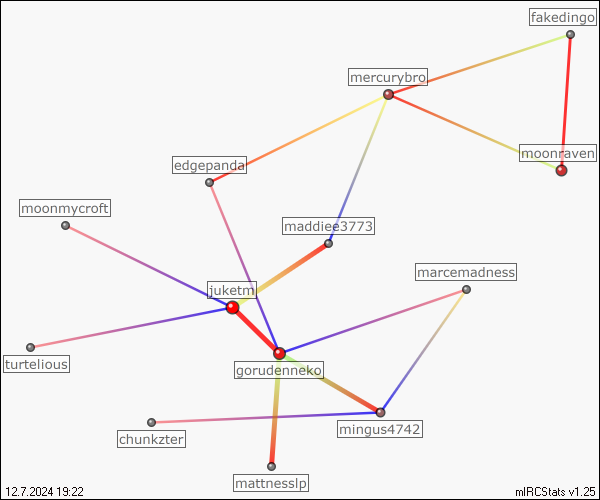 fakedingo
mercurybro
moonraven
edgepanda
moonmycroft
maddiee3773
marcemadness
juketm
turtelious
gorudenneko
mingus4742
chunkzter
mattnesslp
12.7.2024 19:22
mIRCStats v1.25